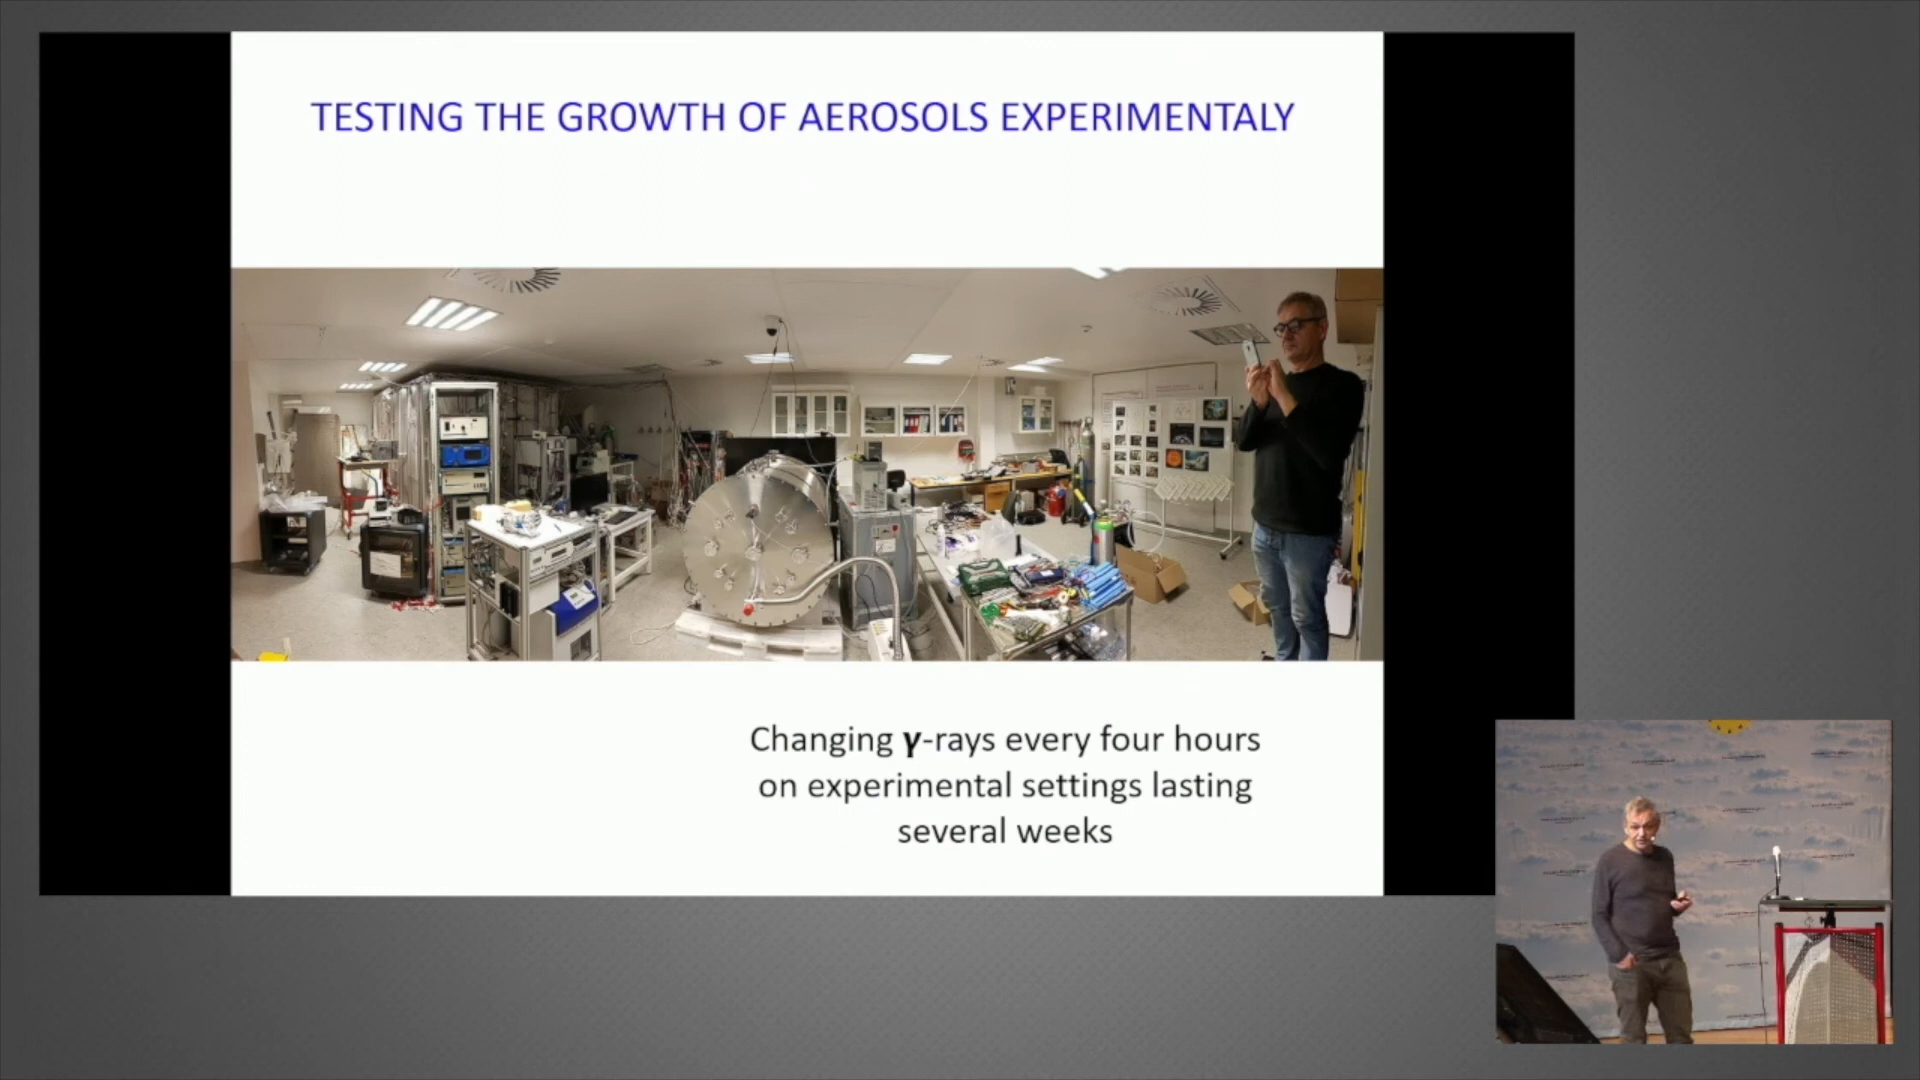 TESTING THE GROWTH OF AEROSOLS EXPERIMENTALY
Changing γ-rays every four hours
on experimental settings lasting
several weeks